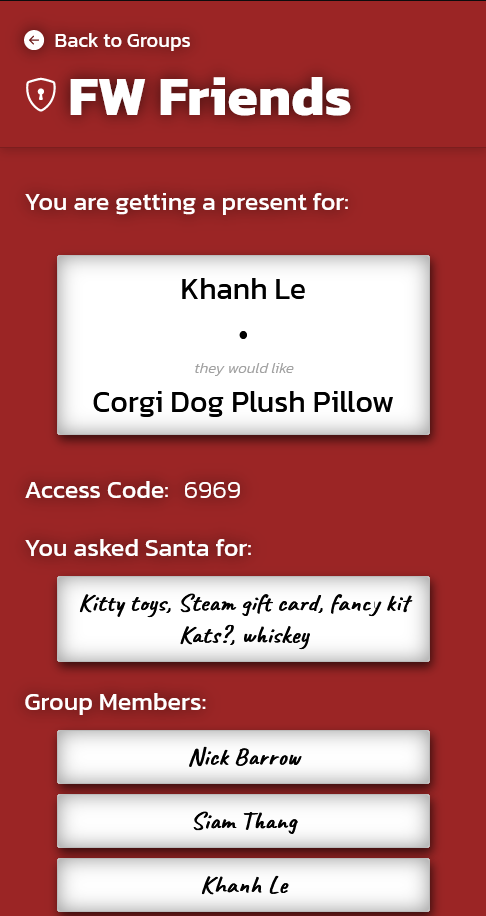 Back to Groups
FW Friends
You are getting a present for:
Khanh Le
•
they would like
Corgi Dog Plush Pillow
Access Code: 6969
You asked Santa for:
Kitty toys, Steam gift card, fancy kit
Kats?, whiskey
Group Members:
Nick Barrow
Siam Thang
Khanh Le